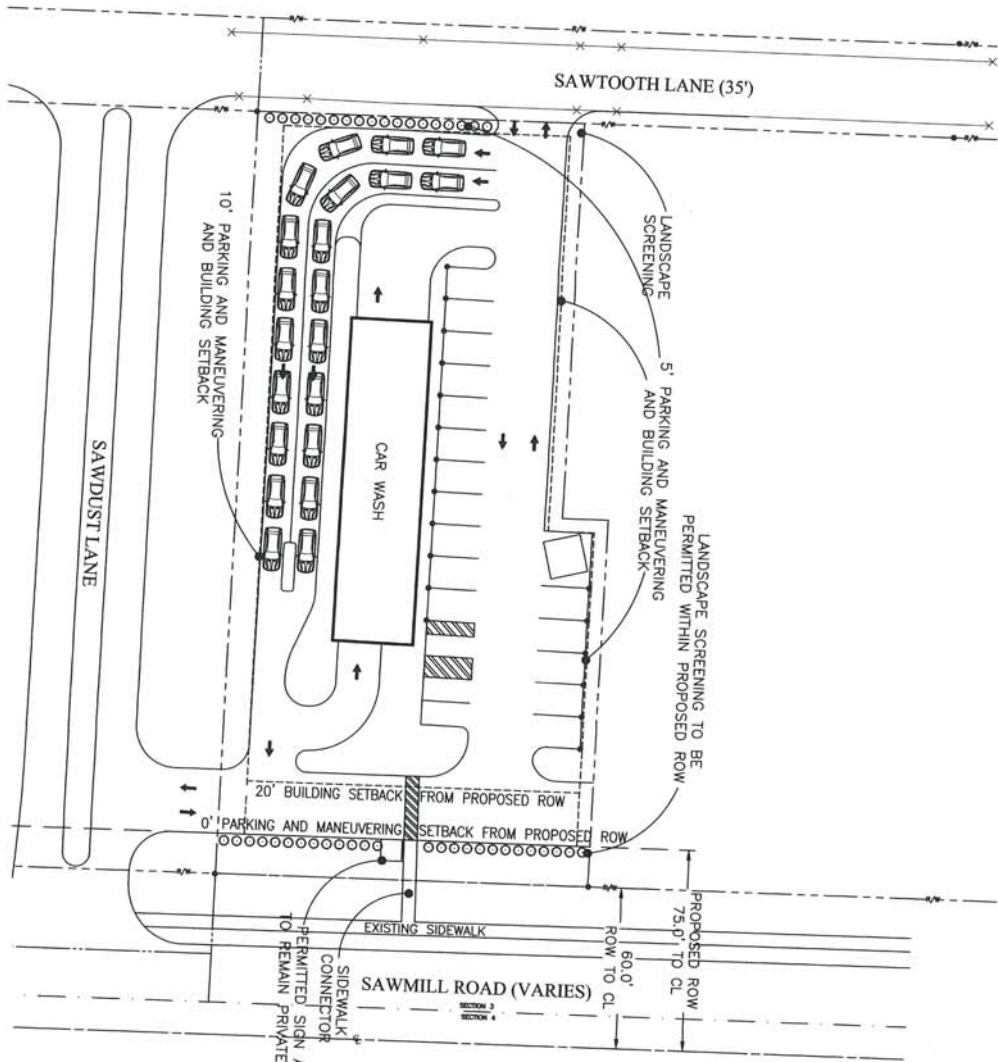 R/W
R/W
R/W
SAWTOOTH LANE (35')
R/W
R/W
R/W
LANDSCAPE
SCREENING
10' PARKING AND MANEUVERING
AND BUILDING SETBACK
5' PARKING AND MANEUVERING
AND BUILDING SETBACK
CAR WASH
SAWDUST LANE
LANDSCAPE SCREENING TO BE
PERMITTED WITHIN PROPOSED ROW
20' BUILDING SETBACK FROM PROPOSED ROW
0' PARKING AND MANEUVERING SETBACK FROM PROPOSED ROW
R/W
R/W
R/W
PROPOSED ROW
75.0' TO CL
60.0'
ROW TO CL
EXISTING SIDEWALK
SIDEWALK
CONNECTOR
PERMITTED SIGN
TO REMAIN PRIVATE
SAWMILL ROAD (VARIES)
SECTION 3
SECTION 4